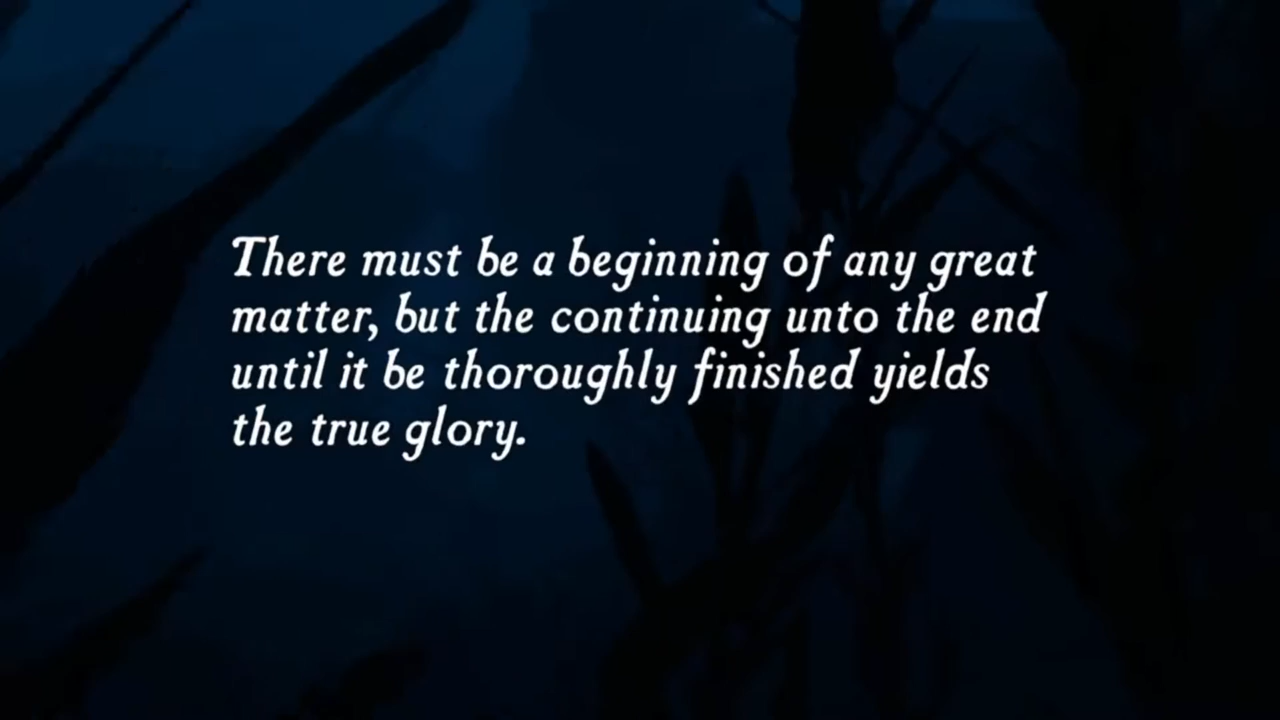 There must be a beginning of any great
matter, but the continuing unto the end
until it be thoroughly finished yields
the true glory.